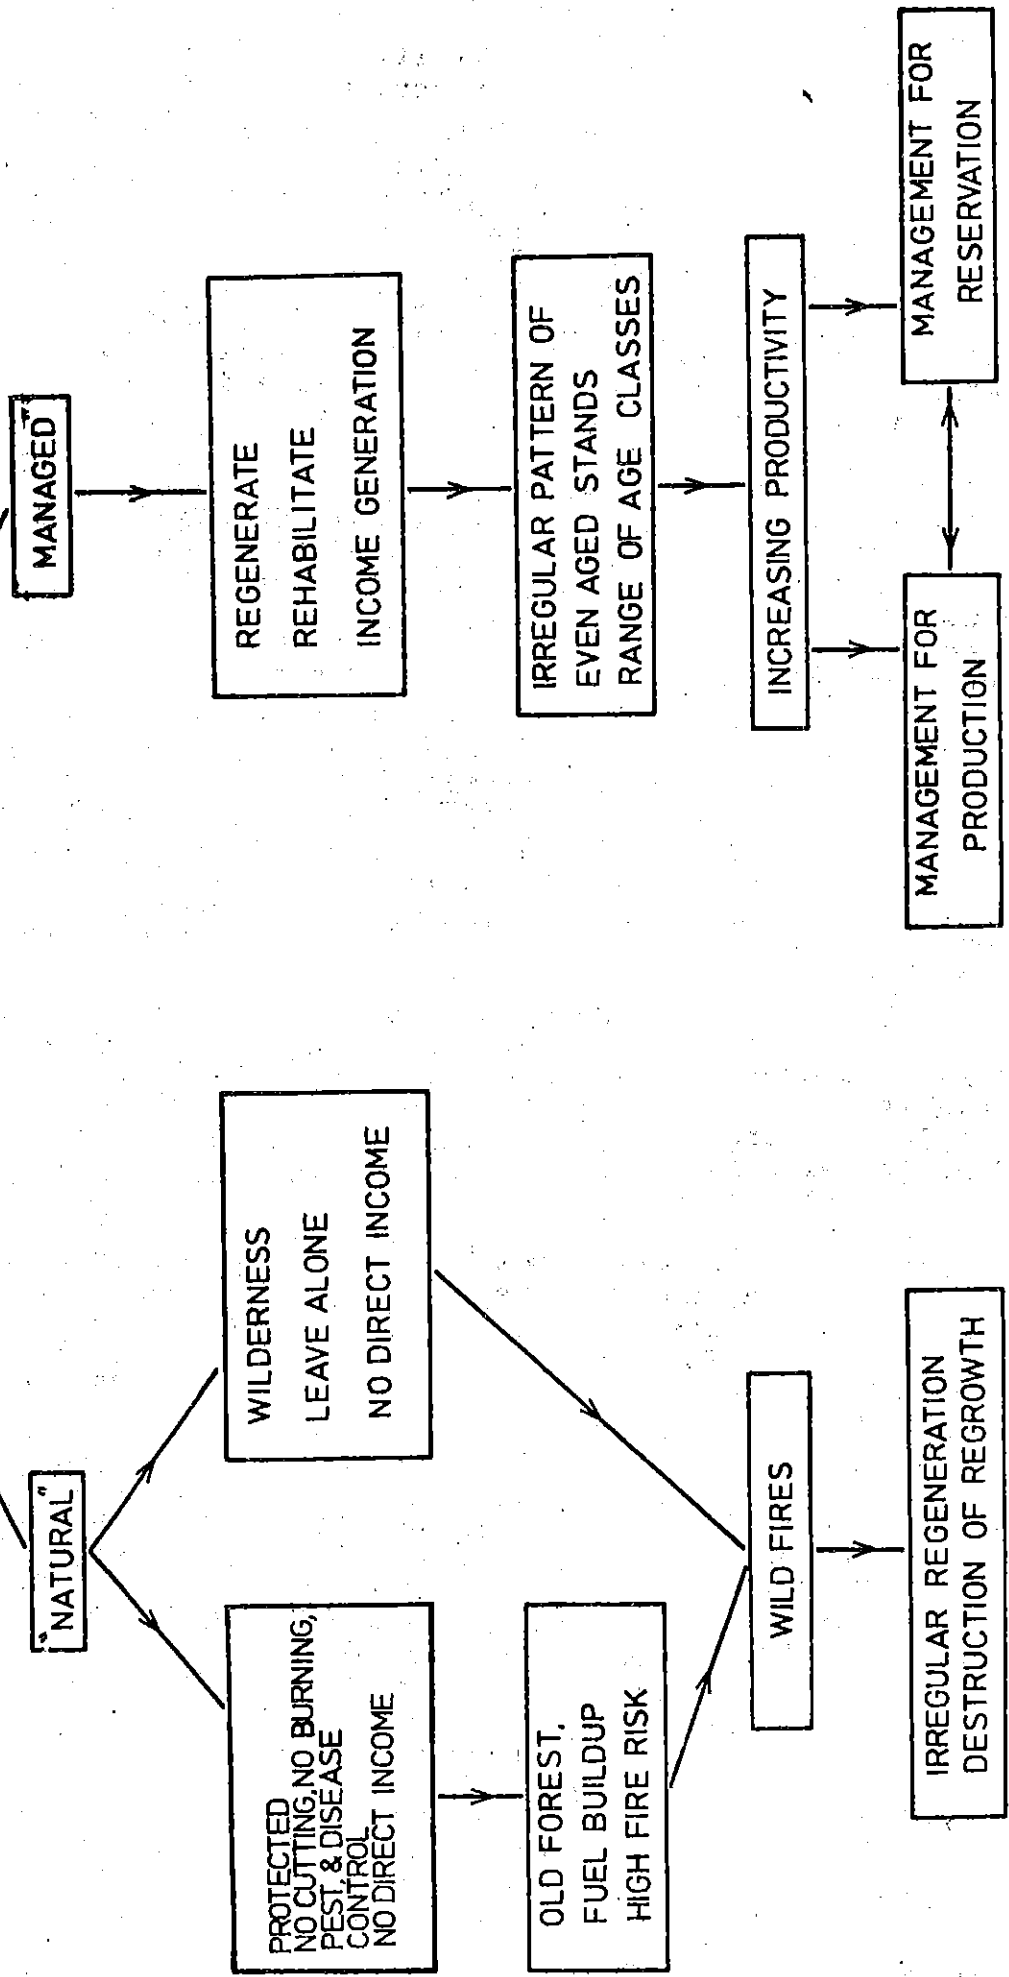 "NATURAL"
PROTECTED
NO CUTTING, NO BURNING,
PEST, & DISEASE
CONTROL
NO DIRECT INCOME
WILDERNESS
LEAVE ALONE
NO DIRECT INCOME
OLD FOREST,
FUEL BUILDUP
HIGH FIRE RISK
WILD FIRES
IRREGULAR REGENERATION
DESTRUCTION OF REGROWTH
MANAGED"
REGENERATE
REHABILITATE
INCOME GENERATION
IRREGULAR PATTERN OF
EVEN AGED STANDS
RANGE OF AGE CLASSES
INCREASING PRODUCTIVITY
MANAGEMENT FOR
PRODUCTION
MANAGEMENT FOR
RESERVATION